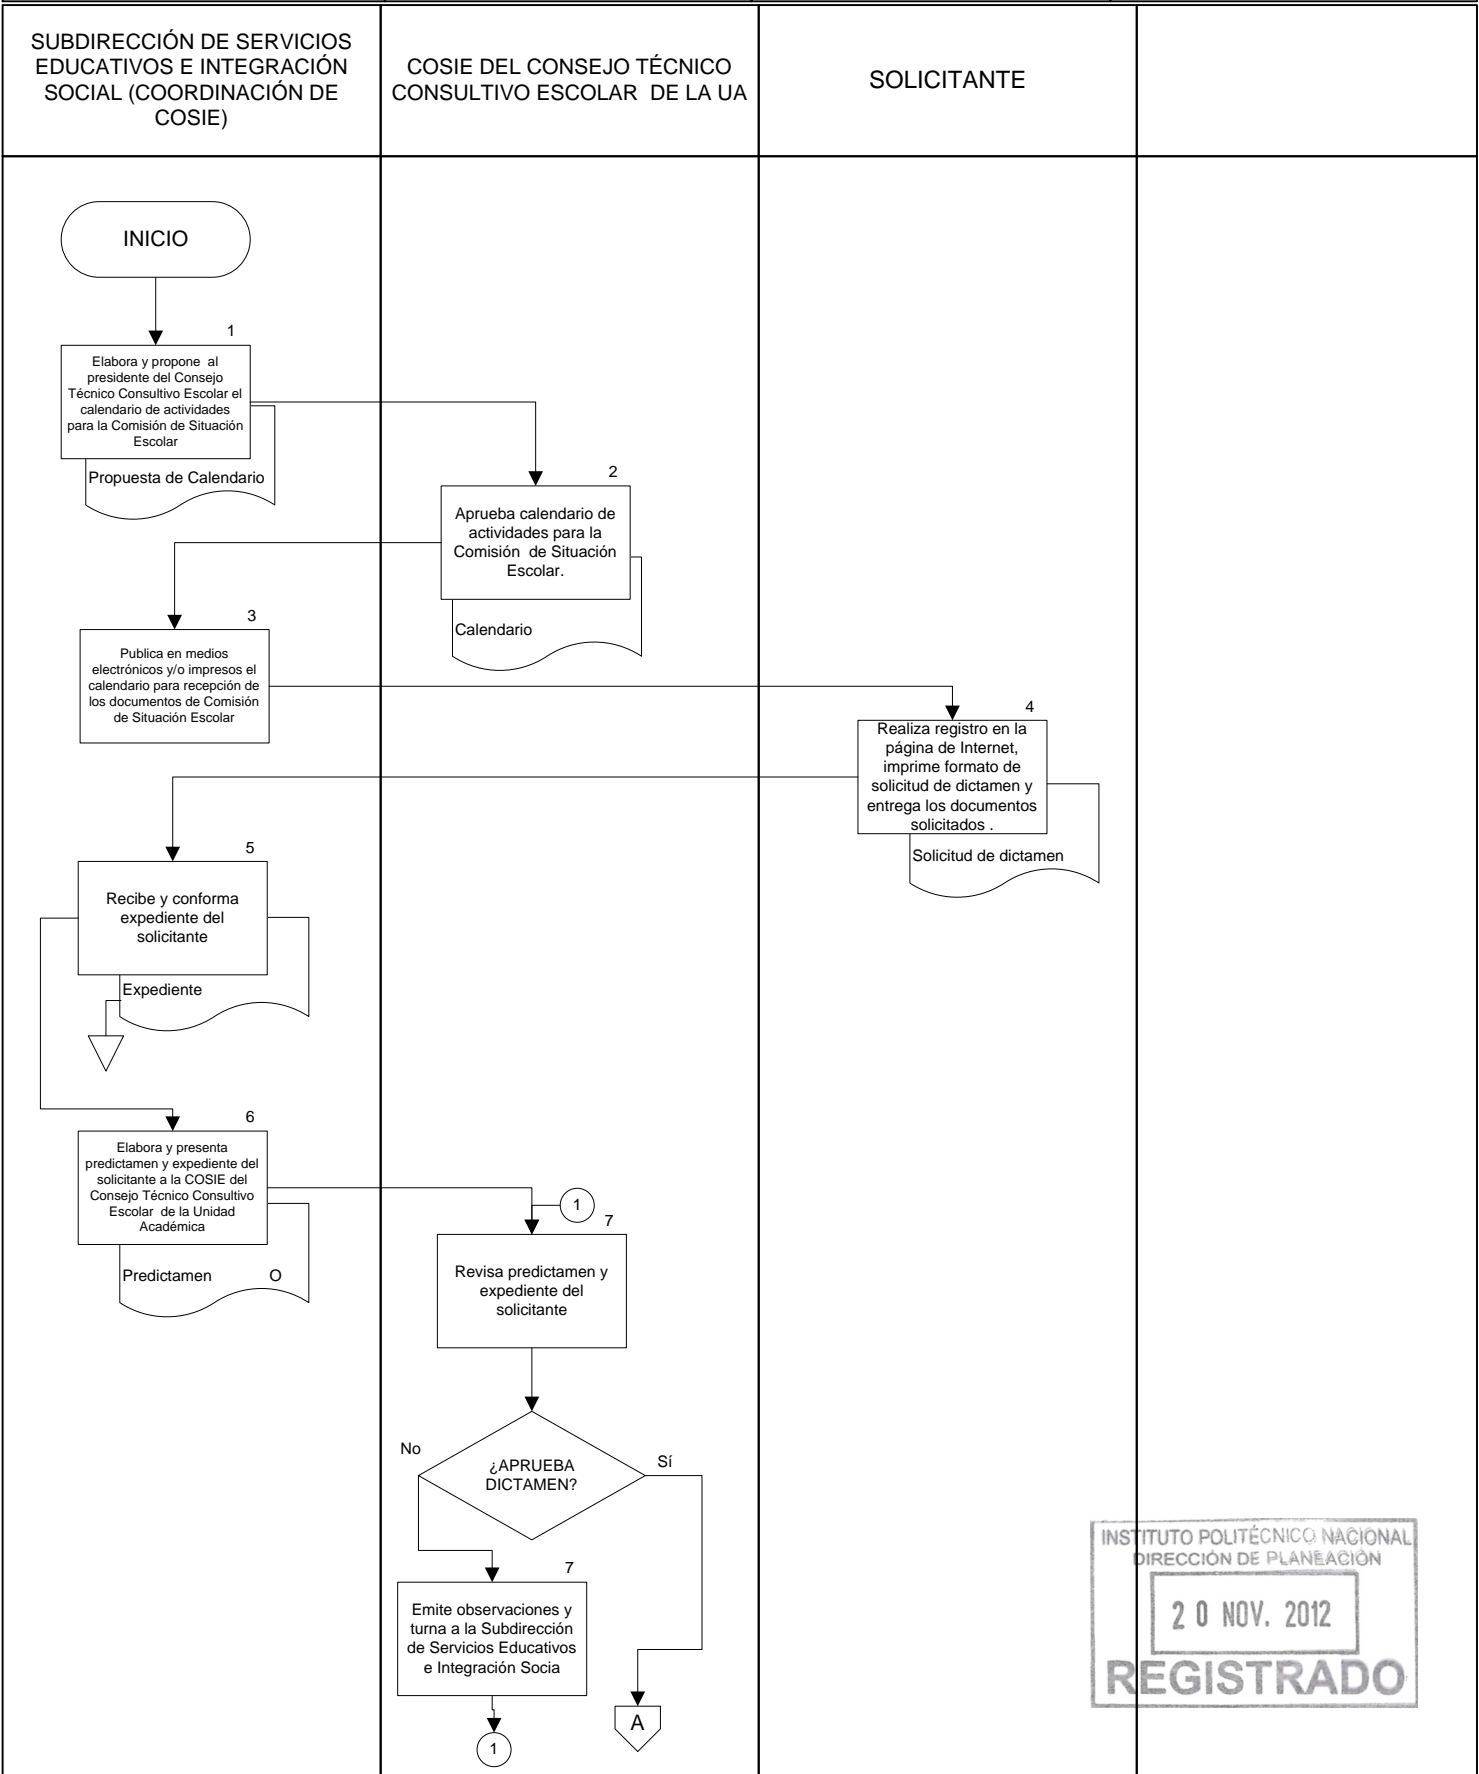 SUBDIRECCIÓN DE SERVICIOS
EDUCATIVOS E INTEGRACIÓN
SOCIAL (COORDINACIÓN DE
COSIE)
COSIE DEL CONSEJO TÉCNICO
CONSULTIVO ESCOLAR DE LA UA
SOLICITANTE
INICIO
1
Elabora y propone al
presidente del Consejo
Técnico Consultivo Escolar el
calendario de actividades
para la Comisión de Situación
Escolar
Propuesta de Calendario
2
Aprueba calendario de
actividades para la
Comisión de Situación
Escolar.
Calendario
3
Publica en medios
electrónicos y/o impresos el
calendario para recepción de
los documentos de Comisión
de Situación Escolar
4
Realiza registro en la
página de Internet,
imprime formato de
solicitud de dictamen y
entrega los documentos
solicitados .
Solicitud de dictamen
5
Recibe y conforma
expediente del
solicitante
Expediente
6
Elabora y presenta
predictamen y expediente del
solicitante a la COSIE del
Consejo Técnico Consultivo
Escolar de la Unidad
Académica
Predictamen O
1
7
Revisa predictamen y
expediente del
solicitante
¿APRUEBA
DICTAMEN?
No
Sí
7
Emite observaciones y
turna a la Subdirección
de Servicios Educativos
e Integración Socia
1
A
INSTITUTO POLITÉCNICO NACIONAL
DIRECCIÓN DE PLANEACIÓN
20 NOV. 2012
REGISTRADO